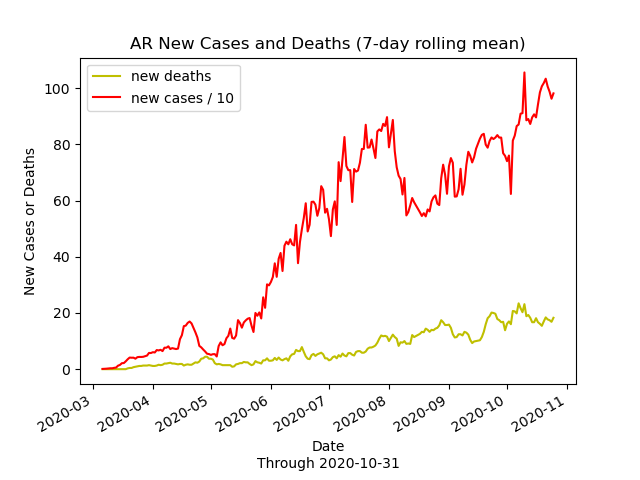 AR New Cases and Deaths (7-day rolling mean)
new deaths
new cases / 10
New Cases or Deaths
100
80
60
40
20
0
2020-03
2020-04
2020-05
2020-06
2020-07
2020-08
2020-09
2020-10
2020-11
Date
Through 2020-10-31